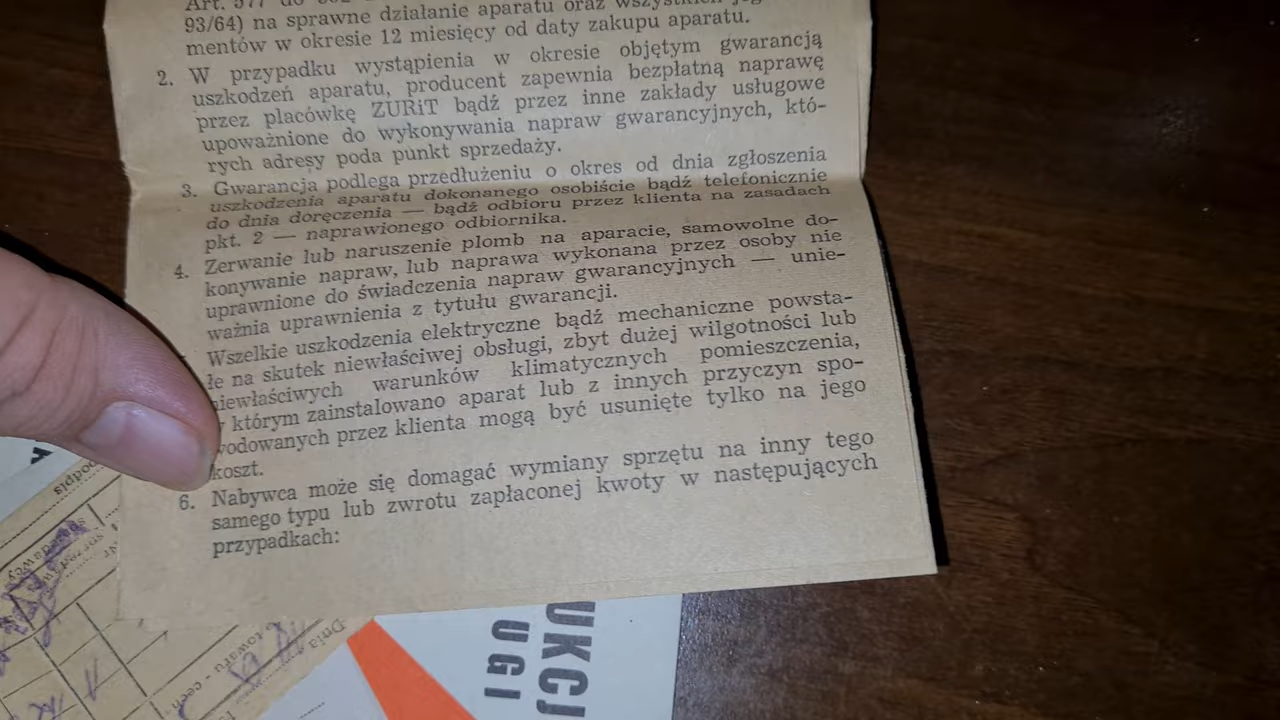 Art. 577 do
93/64) na sprawne działanie aparatu oraz wszystkich jeg
mentów w okresie 12 miesięcy od daty zakupu aparatu.
2. W przypadku wystąpienia w okresie objętym gwarancją
uszkodzeń aparatu, producent zapewnia bezpłatną naprawę
przez placówkę ZURiT bądź przez inne zakłady usługowe
upoważnione do wykonywania napraw gwarancyjnych, któ-
rych adresy poda punkt sprzedaży.
3. Gwarancja podlega przedłużeniu o okres od dnia zgłoszenia
uszkodzenia aparatu dokonanego osobiście bądź telefonicznie
do dnia doręczenia — bądź odbioru przez klienta na zasadach
pkt. 2 — naprawionego odbiornika.
4. Zerwanie lub naruszenie plomb na aparacie, samowolne do-
konywanie napraw, lub naprawa wykonana przez osoby nie
uprawnione do świadczenia napraw gwarancyjnych — unie-
ważnia uprawnienia z tytułu gwarancji.
Wszelkie uszkodzenia elektryczne bądź mechaniczne powsta-
łe na skutek niewłaściwej obsługi, zbyt dużej wilgotności lub
niewłaściwych warunków klimatycznych pomieszczenia,
którym zainstalowano aparat lub z innych przyczyn spo-
wodowanych przez klienta mogą być usunięte tylko na jego
koszt.
6. Nabywca może się domagać wymiany sprzętu na inny tego
samego typu lub zwrotu zapłaconej kwoty w następujących
przypadkach:
podpis
Dnia
towaru - cech
UKCJ
UGI